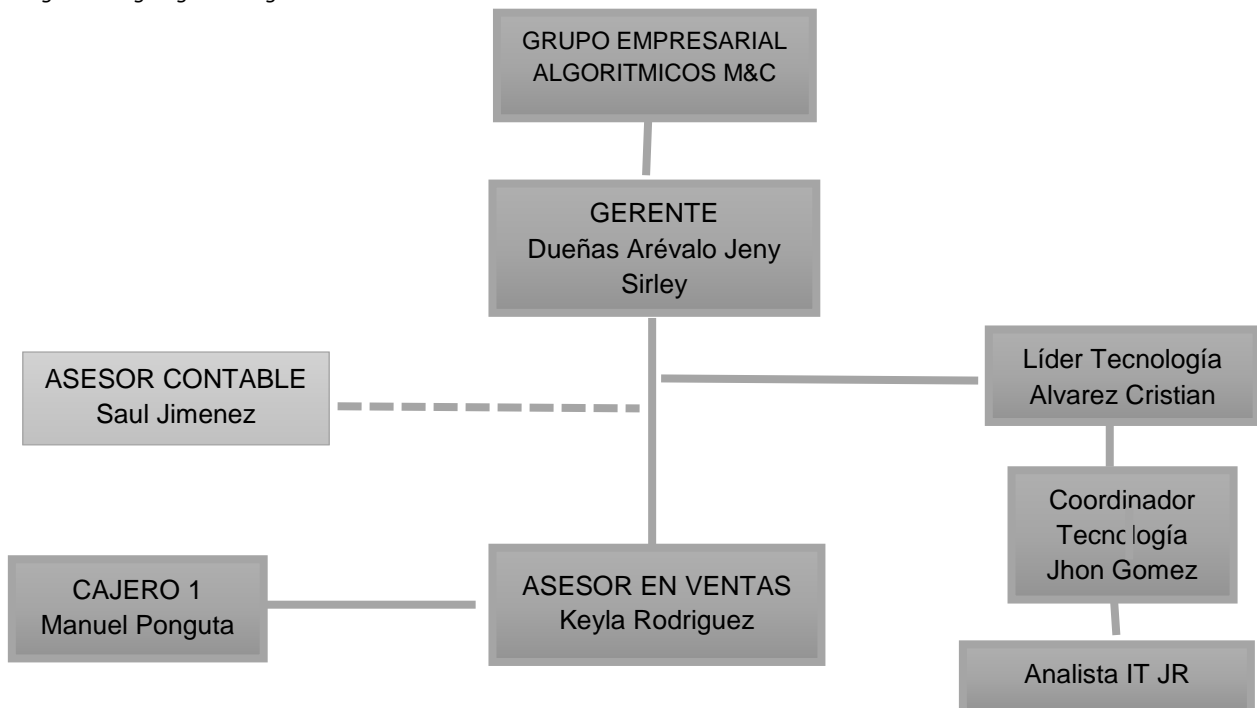 GRUPO EMPRESARIAL
ALGORITMICOS M&C
GERENTE
Dueñas Arévalo Jeny
Sirley
ASESOR CONTABLE
Saul Jimenez
Líder Tecnología
Alvarez Cristian
Coordinador
Tecnología
Jhon Gomez
CAJERO 1
Manuel Ponguta
ASESOR EN VENTAS
Keyla Rodriguez
Analista IT JR